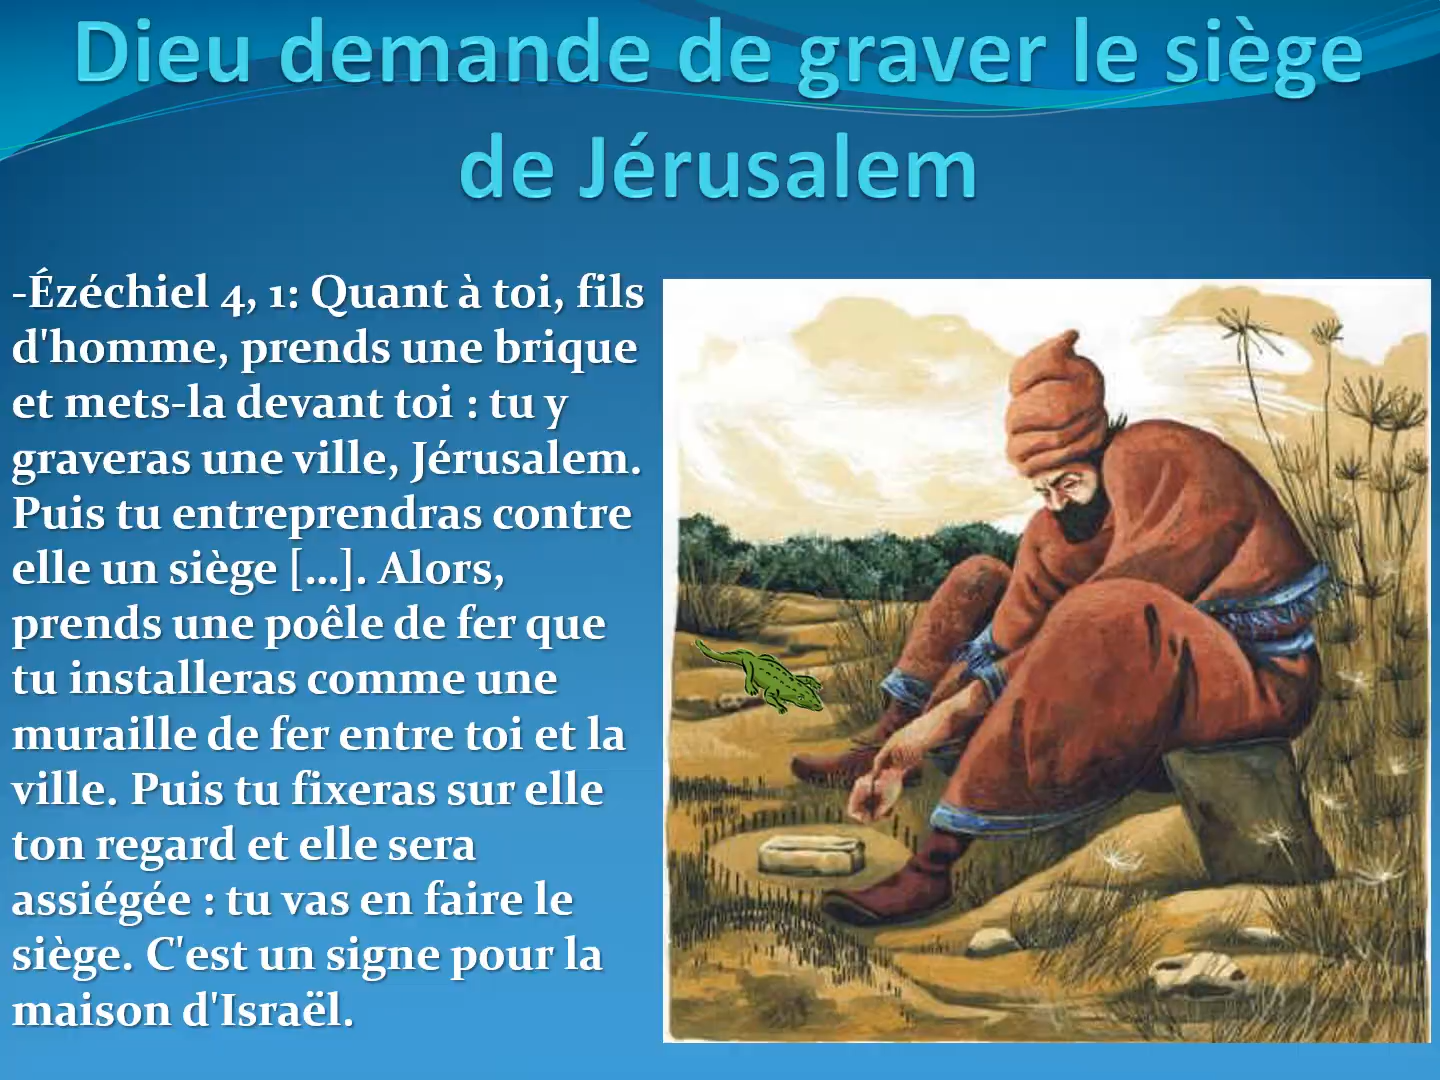 Dieu demande de graver le siège
de Jérusalem
-Ézéchiel 4, 1: Quant à toi, fils
d'homme, prends une brique
et mets-la devant toi : tu y
graveras une ville, Jérusalem.
Puis tu entreprendras contre
elle un siège [...]. Alors,
prends une poêle de fer que
tu installeras comme une
muraille de fer entre toi et la
ville. Puis tu fixeras sur elle
ton regard et elle sera
assiégée : tu vas en faire le
siège. C'est un signe pour la
maison d'Israël.